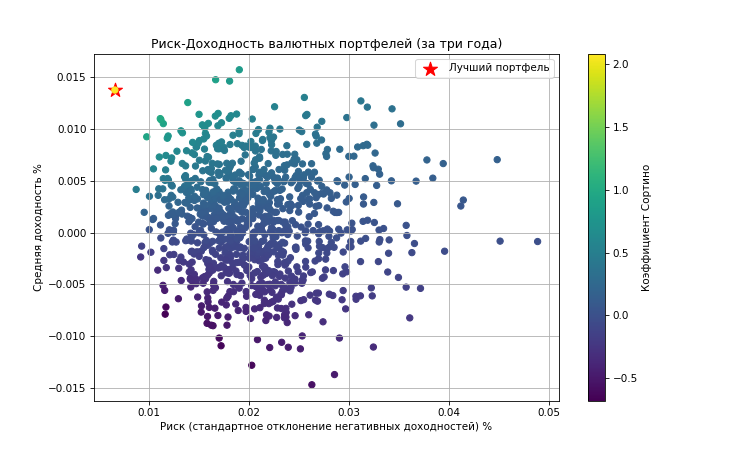 Риск-Доходность валютных портфелей (за три года)
Лучший портфель
0.015
0.010
0.005
0.000
−0.005
−0.010
−0.015
Средняя доходность %
0.01 0.02 0.03 0.04 0.05
Риск (стандартное отклонение негативных доходностей) %
2.0
1.5
1.0
0.5
0.0
−0.5
Коэффициент Сортино